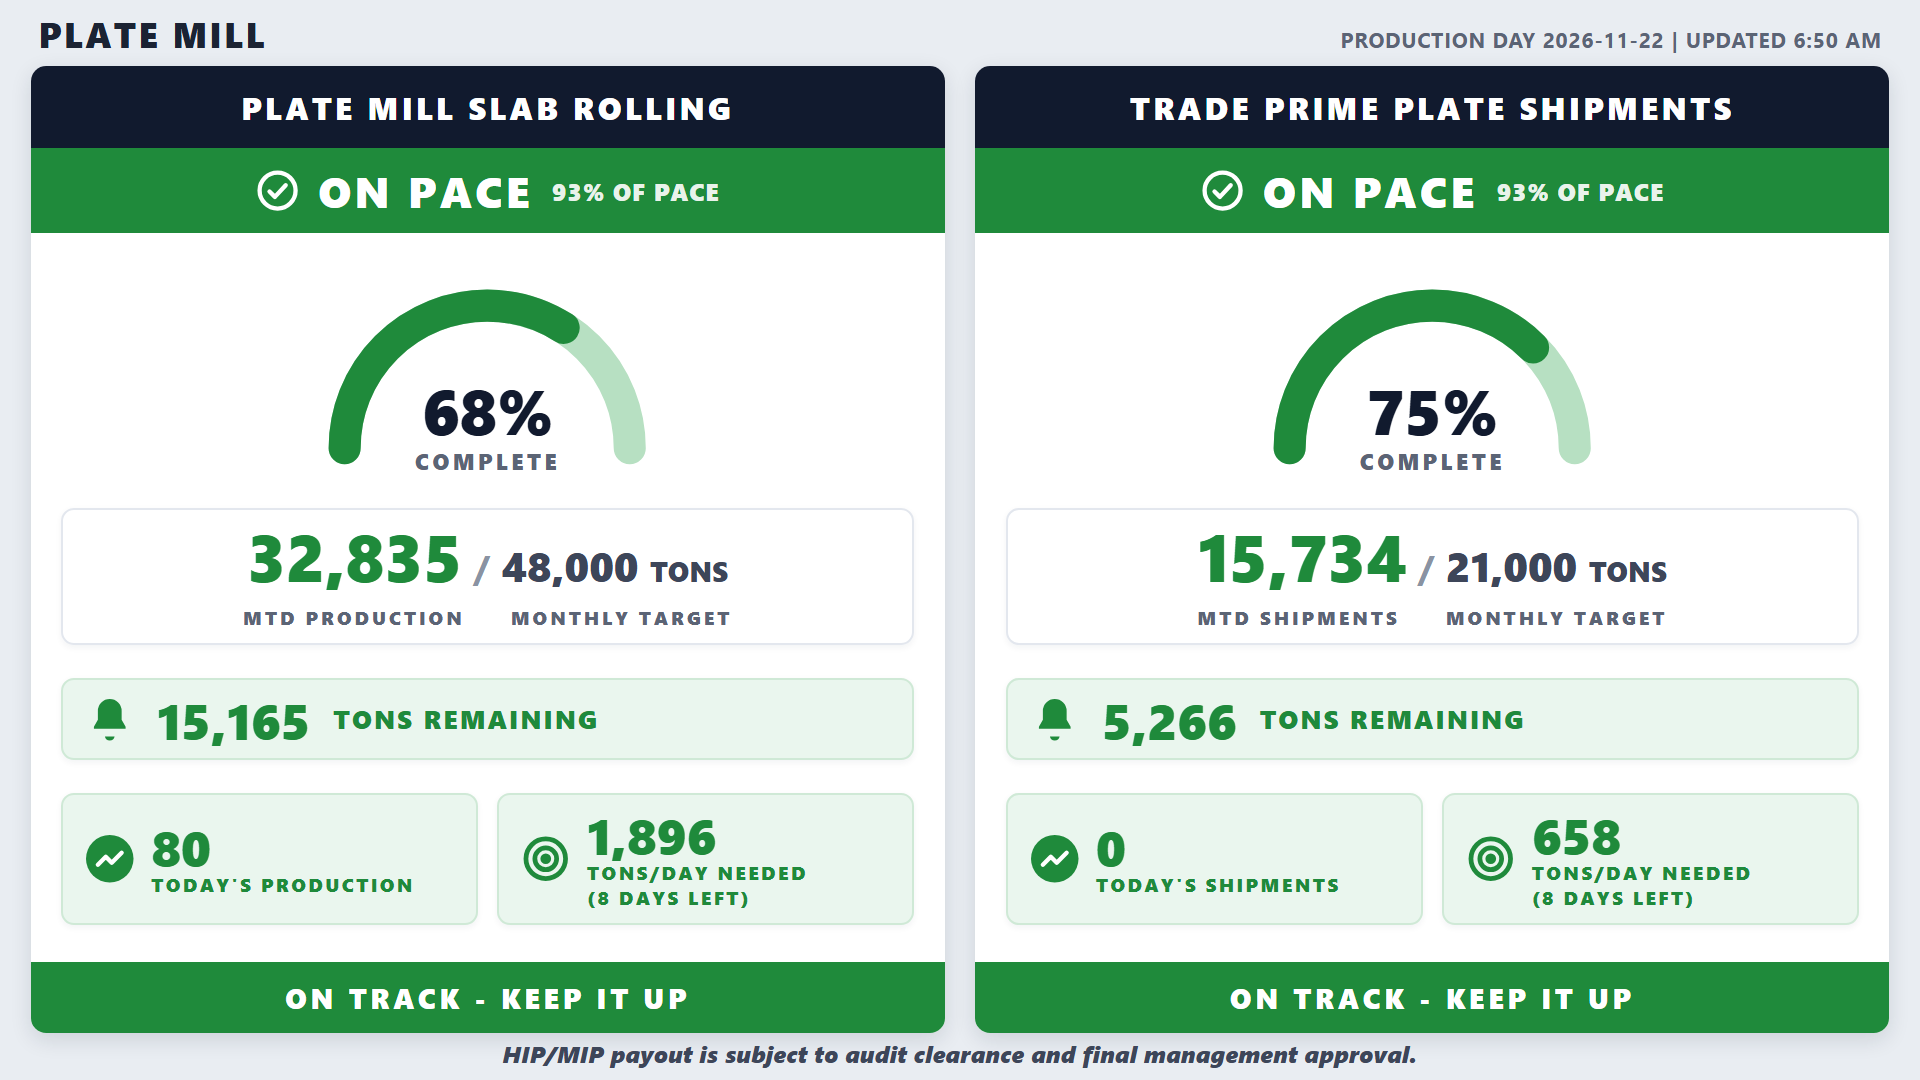 PLATE MILL
PRODUCTION DAY 2026-11-22 | UPDATED 6:50 AM
PLATE MILL SLAB ROLLING
ON PACE 93% OF PACE
68%
COMPLETE
32,835 / 48,000 TONS
MTD PRODUCTION MONTHLY TARGET
15,165 TONS REMAINING
80
TODAY'S PRODUCTION
1,896
TONS/DAY NEEDED
(8 DAYS LEFT)
ON TRACK - KEEP IT UP
TRADE PRIME PLATE SHIPMENTS
ON PACE 93% OF PACE
75%
COMPLETE
15,734 / 21,000 TONS
MTD SHIPMENTS MONTHLY TARGET
5,266 TONS REMAINING
0
TODAY'S SHIPMENTS
658
TONS/DAY NEEDED
(8 DAYS LEFT)
ON TRACK - KEEP IT UP
HIP/MIP payout is subject to audit clearance and final management approval.